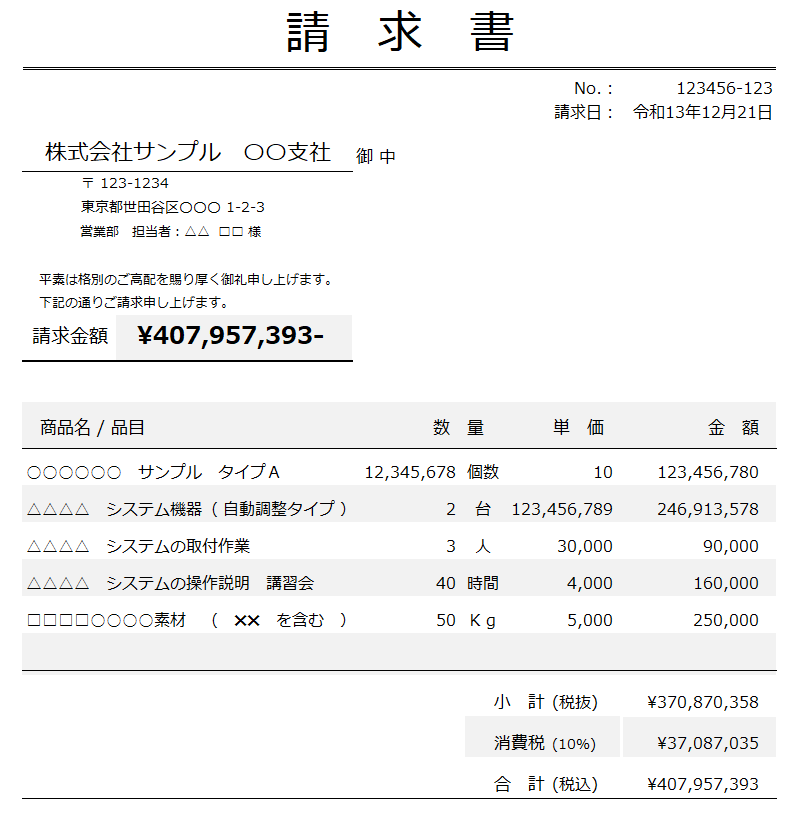 請　求　書
No.： 123456-123
請求日： 令和13年12月21日
株式会社サンプル　〇〇支社 御 中
〒 123-1234
東京都世田谷区〇〇〇 1-2-3
営業部　担当者：△△ □□ 様
平素は格別のご高配を賜り厚く御礼申し上げます。
下記の通りご請求申し上げます。
請求金額 ¥407,957,393-
商品名 / 品目 数　量 単　価 金　額
〇〇〇〇〇〇　サンプル　タイプＡ 12,345,678 個数 10 123,456,780
△△△△　システム機器（ 自動調整タイプ ） 2 台 123,456,789 246,913,578
△△△△　システムの取付作業 3 人 30,000 90,000
△△△△　システムの操作説明　講習会 40 時間 4,000 160,000
□□□□〇〇〇〇素材　（　✕✕　を含む　） 50 Ｋｇ 5,000 250,000
小　計 (税抜) ¥370,870,358
消費税 (10%) ¥37,087,035
合　計 (税込) ¥407,957,393